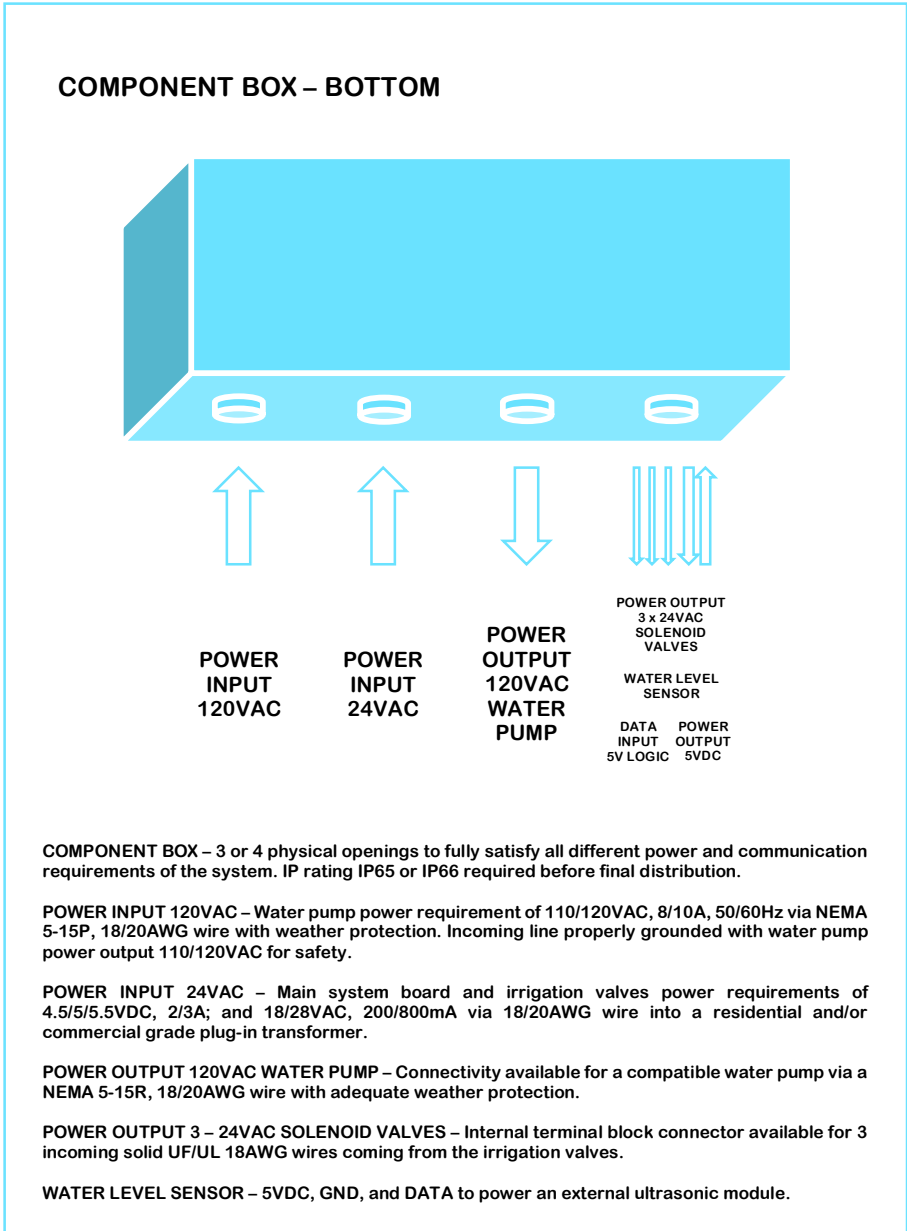 COMPONENT BOX – BOTTOM
POWER
INPUT
120VAC
POWER
INPUT
24VAC
POWER
OUTPUT
120VAC
WATER
PUMP
POWER OUTPUT
3 x 24VAC
SOLENOID
VALVES
WATER LEVEL
SENSOR
DATA
INPUT
5V LOGIC
POWER
OUTPUT
5VDC
COMPONENT BOX – 3 or 4 physical openings to fully satisfy all different power and communication
requirements of the system. IP rating IP65 or IP66 required before final distribution.
POWER INPUT 120VAC – Water pump power requirement of 110/120VAC, 8/10A, 50/60Hz via NEMA
5-15P, 18/20AWG wire with weather protection. Incoming line properly grounded with water pump
power output 110/120VAC for safety.
POWER INPUT 24VAC – Main system board and irrigation valves power requirements of
4.5/5/5.5VDC, 2/3A; and 18/28VAC, 200/800mA via 18/20AWG wire into a residential and/or
commercial grade plug-in transformer.
POWER OUTPUT 120VAC WATER PUMP – Connectivity available for a compatible water pump via a
NEMA 5-15R, 18/20AWG wire with adequate weather protection.
POWER OUTPUT 3 – 24VAC SOLENOID VALVES – Internal terminal block connector available for 3
incoming solid UF/UL 18AWG wires coming from the irrigation valves.
WATER LEVEL SENSOR – 5VDC, GND, and DATA to power an external ultrasonic module.